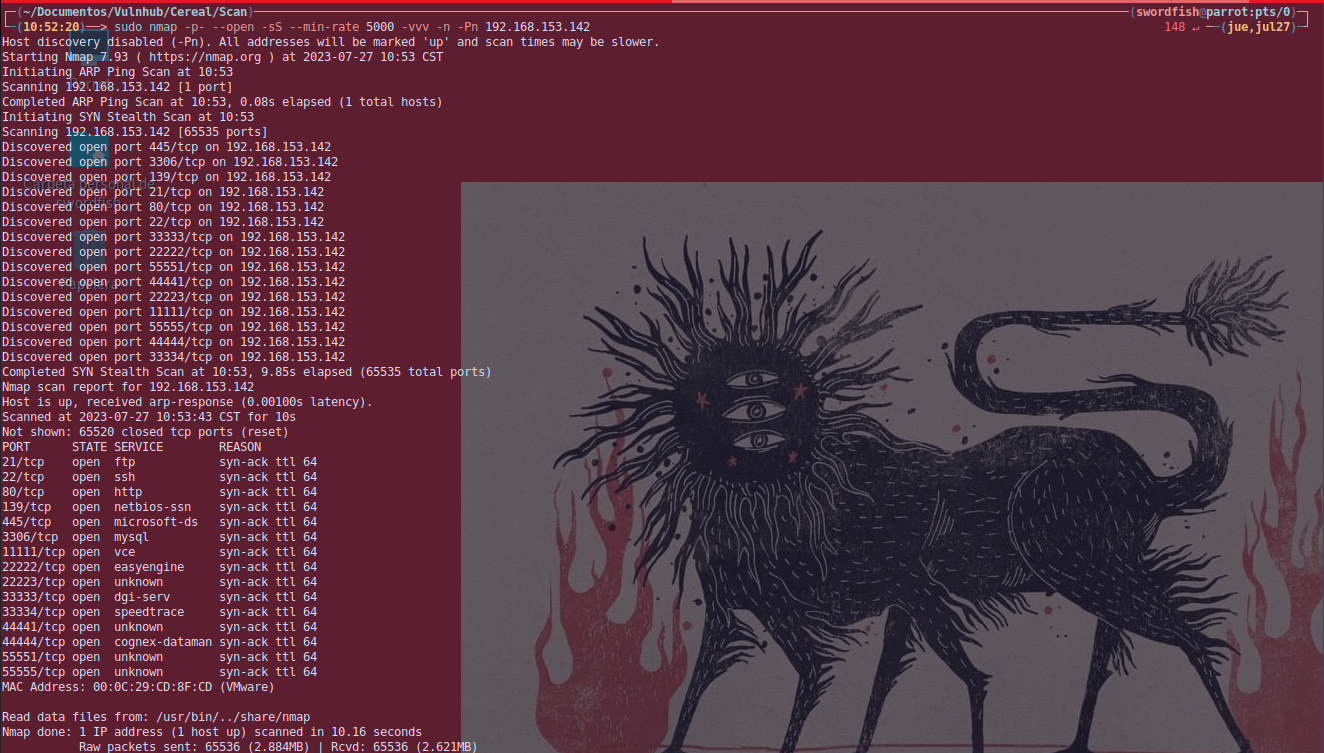 (~/Documentos/Vulnhub/Cereal/Scan) (swordfish@parrot:pts/0)
(10:52:20)——> sudo nmap -p- --open -sS --min-rate 5000 -vvv -n -Pn 192.168.153.142 148 ↵ —(jue,jul27)
Host discovery disabled (-Pn). All addresses will be marked 'up' and scan times may be slower.
Starting Nmap 7.93 ( https://nmap.org ) at 2023-07-27 10:53 CST
Initiating ARP Ping Scan at 10:53
Scanning 192.168.153.142 [1 port]
Completed ARP Ping Scan at 10:53, 0.08s elapsed (1 total hosts)
Initiating SYN Stealth Scan at 10:53
Scanning 192.168.153.142 [65535 ports]
Discovered open port 445/tcp on 192.168.153.142
Discovered open port 3306/tcp on 192.168.153.142
Discovered open port 139/tcp on 192.168.153.142
Carpeta personal de
Discovered open port 21/tcp on 192.168.153.142
swordfish
Discovered open port 80/tcp on 192.168.153.142
Discovered open port 22/tcp on 192.168.153.142
Discovered open port 33333/tcp on 192.168.153.142
Discovered open port 22222/tcp on 192.168.153.142
Discovered open port 55551/tcp on 192.168.153.142
Discovered open port 44441/tcp on 192.168.153.142
Papelera
Discovered open port 22223/tcp on 192.168.153.142
Discovered open port 11111/tcp on 192.168.153.142
Discovered open port 55555/tcp on 192.168.153.142
Discovered open port 44444/tcp on 192.168.153.142
Discovered open port 33334/tcp on 192.168.153.142
Completed SYN Stealth Scan at 10:53, 9.85s elapsed (65535 total ports)
Nmap scan report for 192.168.153.142
Host is up, received arp-response (0.00100s latency).
Scanned at 2023-07-27 10:53:43 CST for 10s
Not shown: 65520 closed tcp ports (reset)
PORT STATE SERVICE REASON
21/tcp open ftp syn-ack ttl 64
22/tcp open ssh syn-ack ttl 64
80/tcp open http syn-ack ttl 64
139/tcp open netbios-ssn syn-ack ttl 64
445/tcp open microsoft-ds syn-ack ttl 64
3306/tcp open mysql syn-ack ttl 64
11111/tcp open vce syn-ack ttl 64
22222/tcp open easyengine syn-ack ttl 64
22223/tcp open unknown syn-ack ttl 64
33333/tcp open dgi-serv syn-ack ttl 64
33334/tcp open speedtrace syn-ack ttl 64
44441/tcp open unknown syn-ack ttl 64
44444/tcp open cognex-dataman syn-ack ttl 64
55551/tcp open unknown syn-ack ttl 64
55555/tcp open unknown syn-ack ttl 64
MAC Address: 00:0C:29:CD:8F:CD (VMware)
Read data files from: /usr/bin/../share/nmap
Nmap done: 1 IP address (1 host up) scanned in 10.16 seconds
Raw packets sent: 65536 (2.884MB) | Rcvd: 65536 (2.621MB)